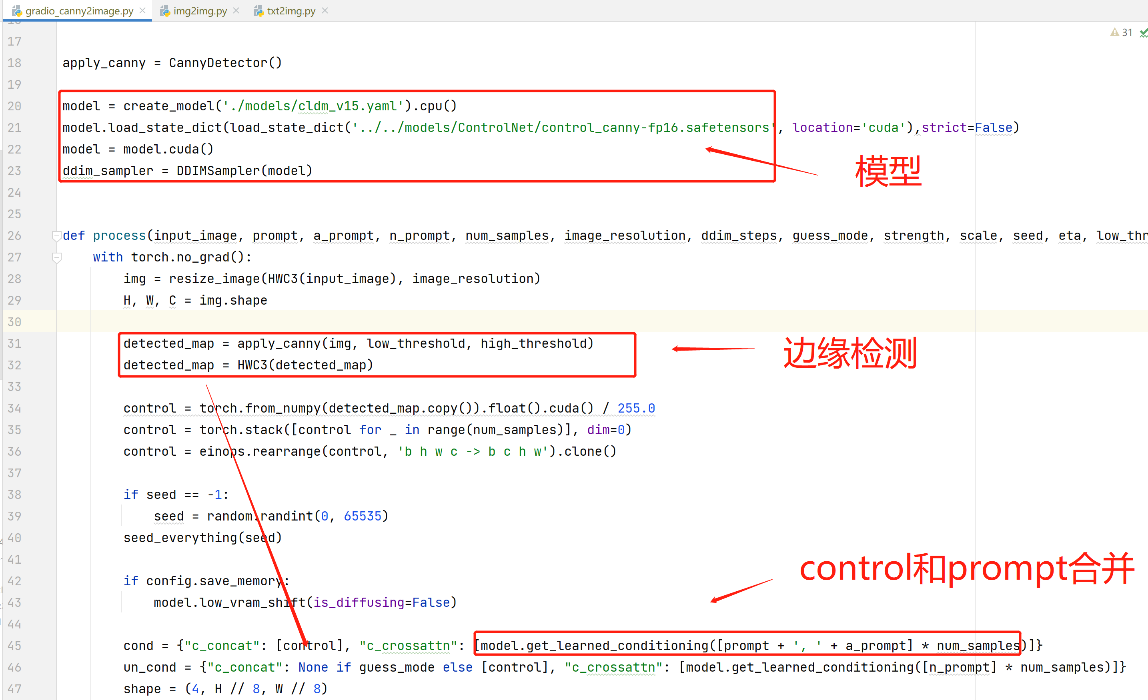 gradio_canny2image.py × img2img.py × txt2img.py ×
31
17
18 apply_canny = CannyDetector()
19
20 model = create_model('./models/cldm_v15.yaml').cpu()
21 model.load_state_dict(load_state_dict('../../models/ControlNet/control_canny-fp16.safetensors', location='cuda'),strict=False)
22 model = model.cuda()
23 ddim_sampler = DDIMSampler(model)
模型
24
25
26 def process(input_image, prompt, a_prompt, n_prompt, num_samples, image_resolution, ddim_steps, guess_mode, strength, scale, seed, eta, low_thr
27 with torch.no_grad():
28 img = resize_image(HWC3(input_image), image_resolution)
29 H, W, C = img.shape
30
31 detected_map = apply_canny(img, low_threshold, high_threshold)
边缘检测
32 detected_map = HWC3(detected_map)
33
34 control = torch.from_numpy(detected_map.copy()).float().cuda() / 255.0
35 control = torch.stack([control for _ in range(num_samples)], dim=0)
36 control = einops.rearrange(control, 'b h w c -> b c h w').clone()
37
38 if seed == -1:
39 seed = random.randint(0, 65535)
40 seed_everything(seed)
41
control和prompt合并
42 if config.save_memory:
43 model.low_vram_shift(is_diffusing=False)
44
45 cond = {"c_concat": [control], "c_crossattn": [model.get_learned_conditioning([prompt + ', ' + a_prompt] * num_samples)]}
46 un_cond = {"c_concat": None if guess_mode else [control], "c_crossattn": [model.get_learned_conditioning([n_prompt] * num_samples)]}
47 shape = (4, H // 8, W // 8)